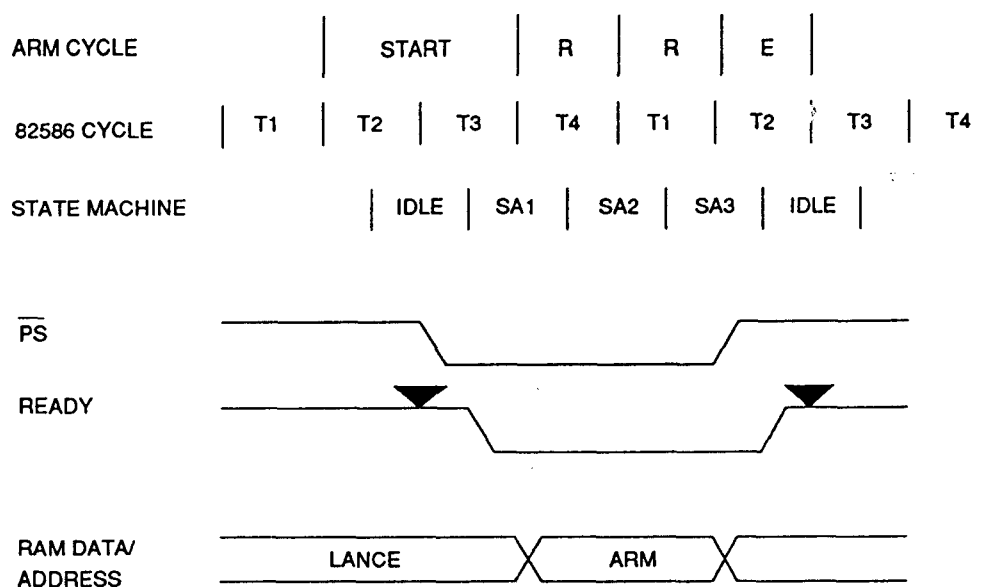 ARM CYCLE START R R E
82586 CYCLE T1 T2 T3 T4 T1 T2 T3 T4
STATE MACHINE IDLE SA1 SA2 SA3 IDLE
PS
READY
RAM DATA/
ADDRESS
LANCE ARM